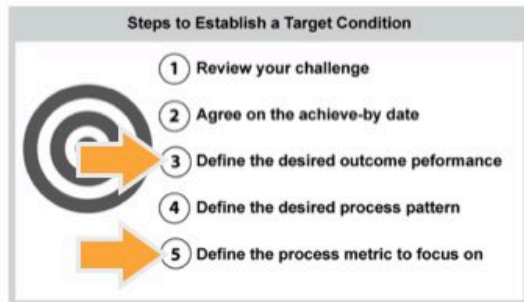 Steps to Establish a Target Condition
1 Review your challenge
2 Agree on the achieve-by date
3 Define the desired outcome peformance
4 Define the desired process pattern
5 Define the process metric to focus on